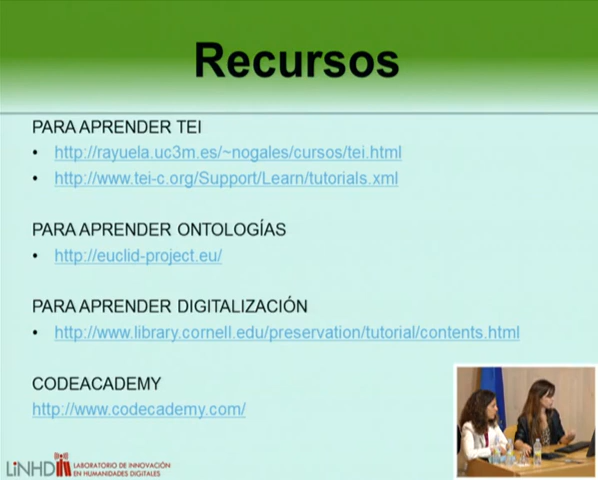 Recursos
PARA APRENDER TEI
• http://rayuela.uc3m.es/~nogales/cursos/tei.html
• http://www.tei-c.org/Support/Learn/tutorials.xml
PARA APRENDER ONTOLOGÍAS
• http://euclid-project.eu/
PARA APRENDER DIGITALIZACIÓN
• http://www.library.cornell.edu/preservation/tutorial/contents.html
CODEACADEMY
http://www.codecademy.com/
LiNHD LABORATORIO DE INNOVACIÓN
EN HUMANIDADES DIGITALES